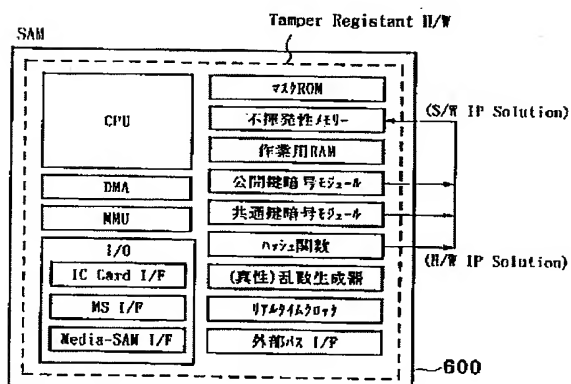 Tamper Registant H/W
SAM
CPU
DMA
MMU
I/O
IC Card I/F
MS I/F
Media-SAM I/F
マスクROM
不揮発性メモリー
作業用RAM
公開鍵暗号モジュール
共通鍵暗号モジュール
ハッシュ関数
(真性)乱数生成器
リアルタイムクロック
外部バス I/F
(S/W IP Solution)
(H/W IP Solution)
600